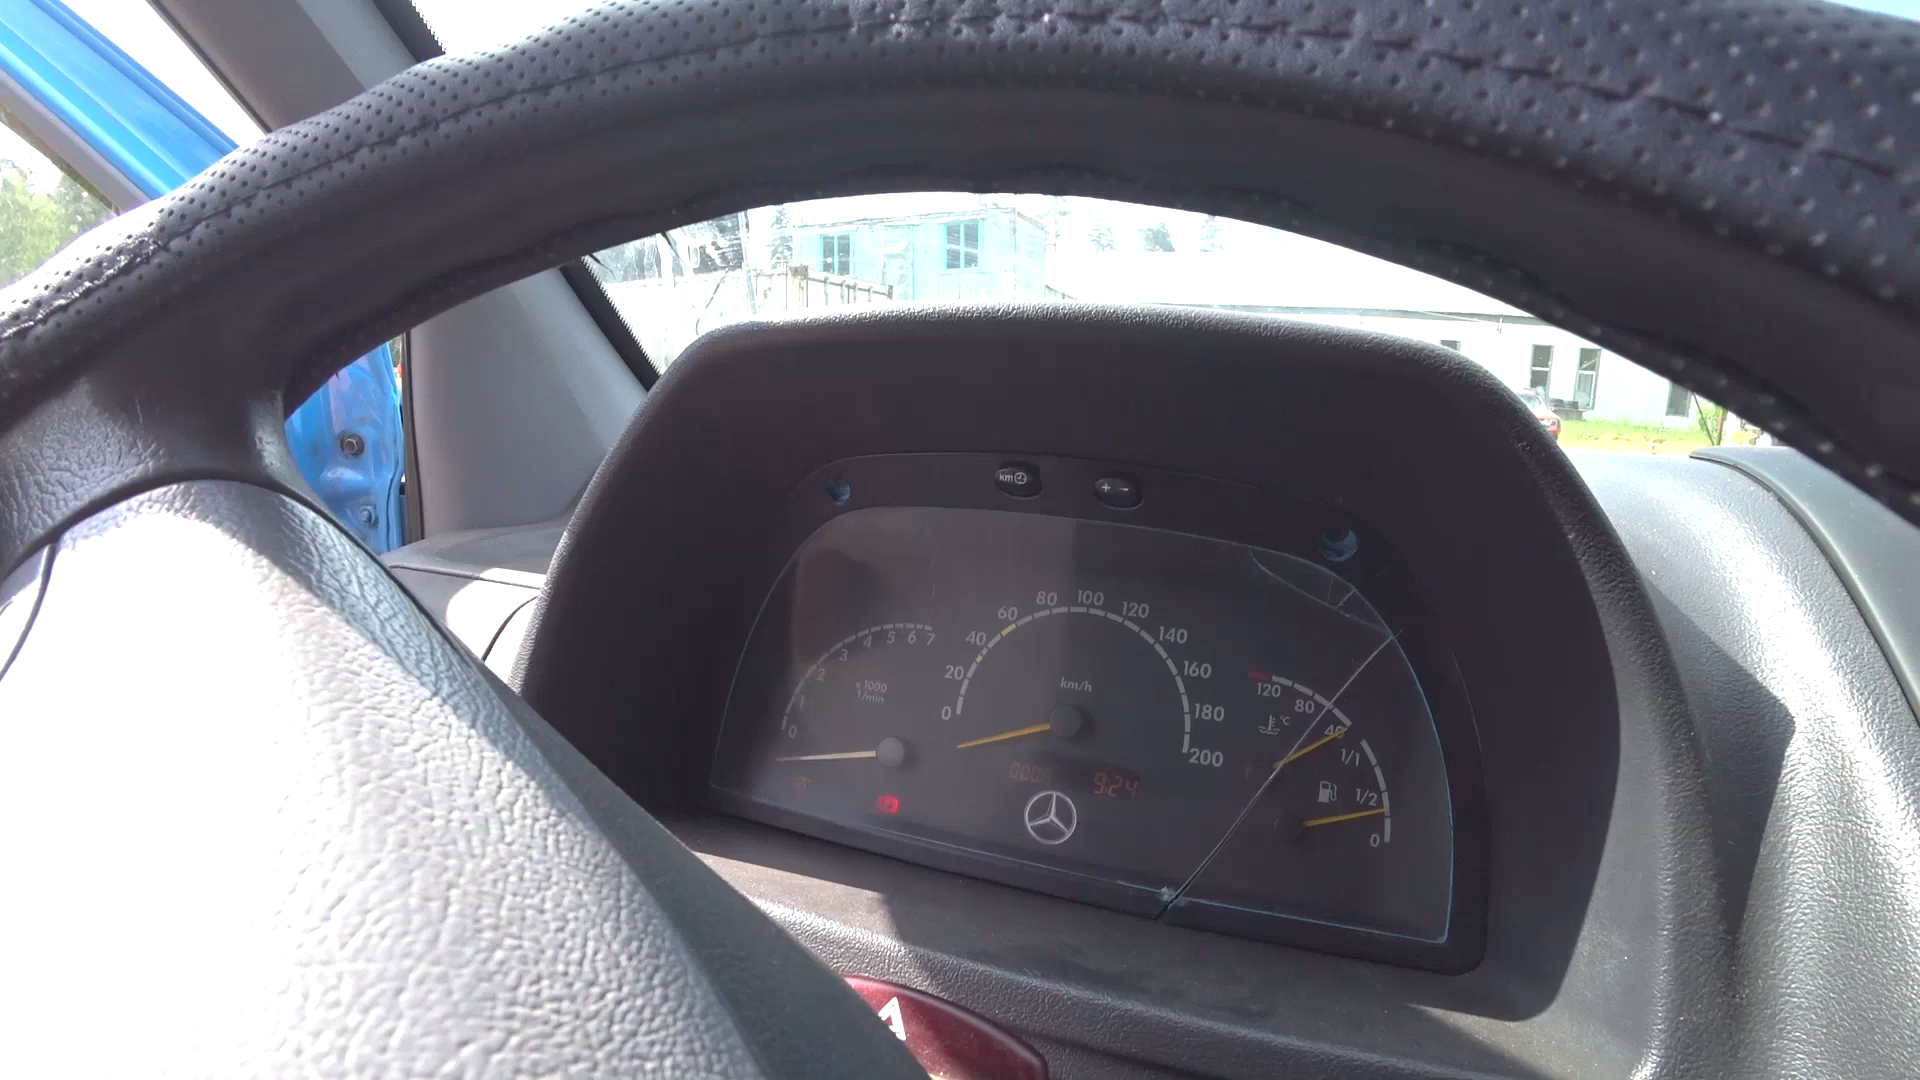 km
+ -
0 1 2 3 4 5 6 7
x 1000
1/min
0 20 40 60 80 100 120 140 160 180 200
km/h
120 80 40
°C
1/1
1/2
0
9:24